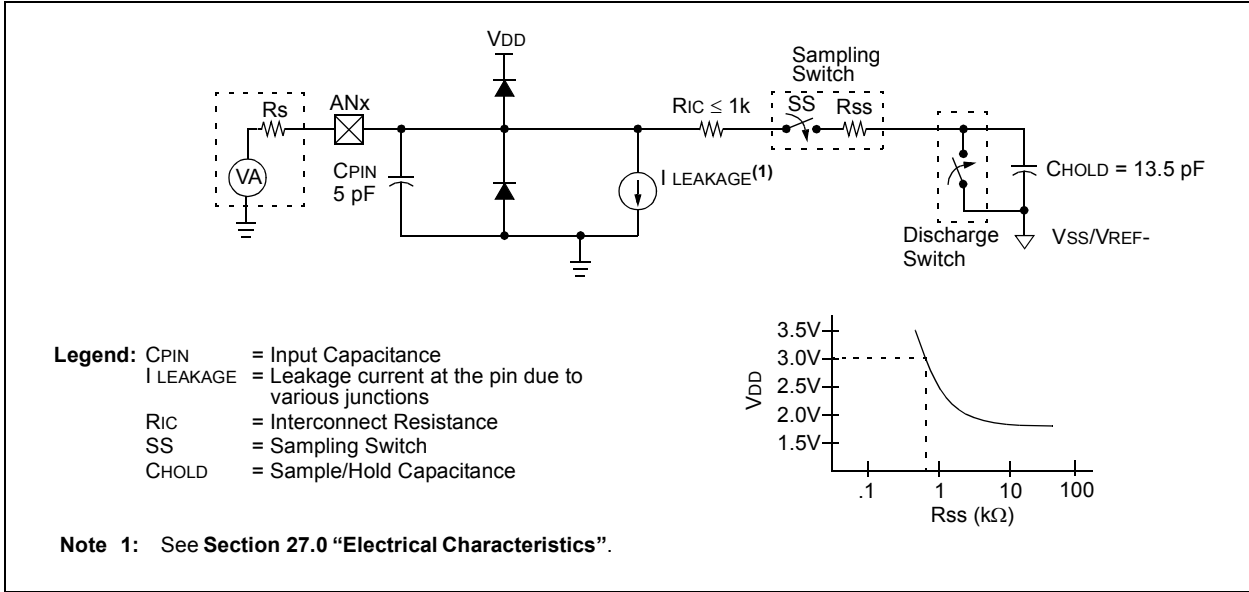 VDD
Sampling
Switch
Rs
ANx
RIC ≤ 1k
SS
Rss
VA
CPIN
5 pF
I LEAKAGE(1)
CHOLD = 13.5 pF
Discharge
Switch
VSS/VREF-
Legend: CPIN = Input Capacitance
I LEAKAGE = Leakage current at the pin due to
various junctions
RIC = Interconnect Resistance
SS = Sampling Switch
CHOLD = Sample/Hold Capacitance
VDD
3.5V
3.0V
2.5V
2.0V
1.5V
.1 1 10 100
Rss (kΩ)
Note 1: See Section 27.0 “Electrical Characteristics”.